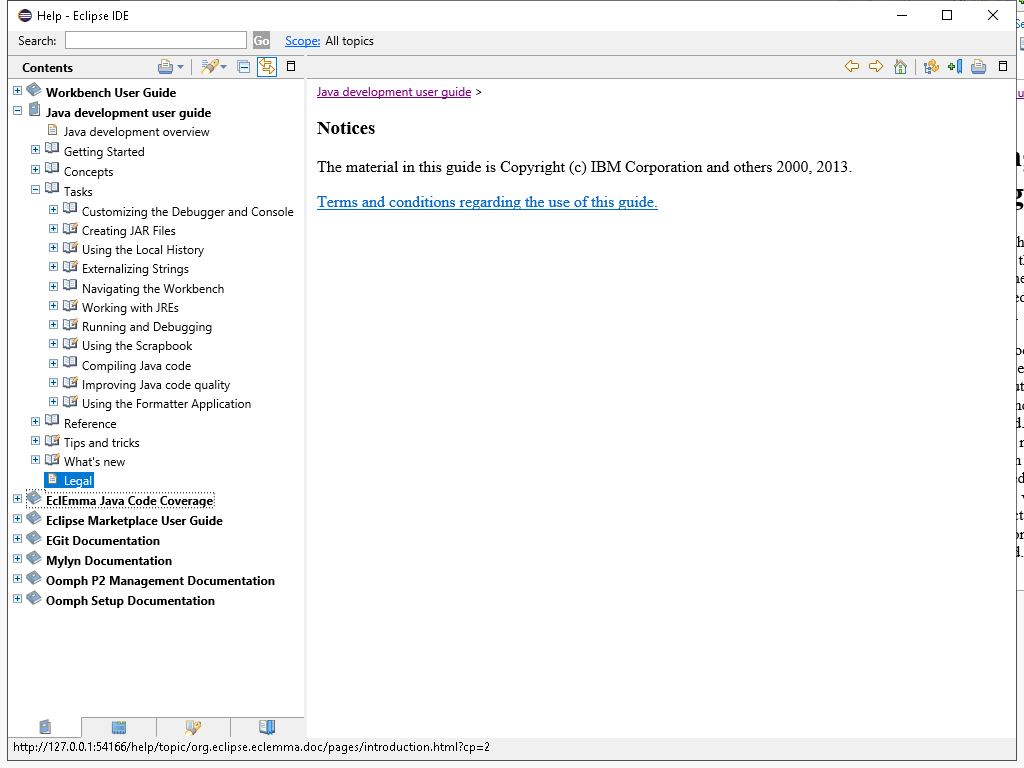 Help - Eclipse IDE
Search:
Go
Scope: All topics
Contents
Workbench User Guide
Java development user guide
Java development overview
Getting Started
Concepts
Tasks
Customizing the Debugger and Console
Creating JAR Files
Using the Local History
Externalizing Strings
Navigating the Workbench
Working with JREs
Running and Debugging
Using the Scrapbook
Compiling Java code
Improving Java code quality
Using the Formatter Application
Reference
Tips and tricks
What's new
Legal
EclEmma Java Code Coverage
Eclipse Marketplace User Guide
EGit Documentation
Mylyn Documentation
Oomph P2 Management Documentation
Oomph Setup Documentation
Java development user guide >
Notices
The material in this guide is Copyright (c) IBM Corporation and others 2000, 2013.
Terms and conditions regarding the use of this guide.
http://127.0.0.1:54166/help/topic/org.eclipse.eclemma.doc/pages/introduction.html?cp=2